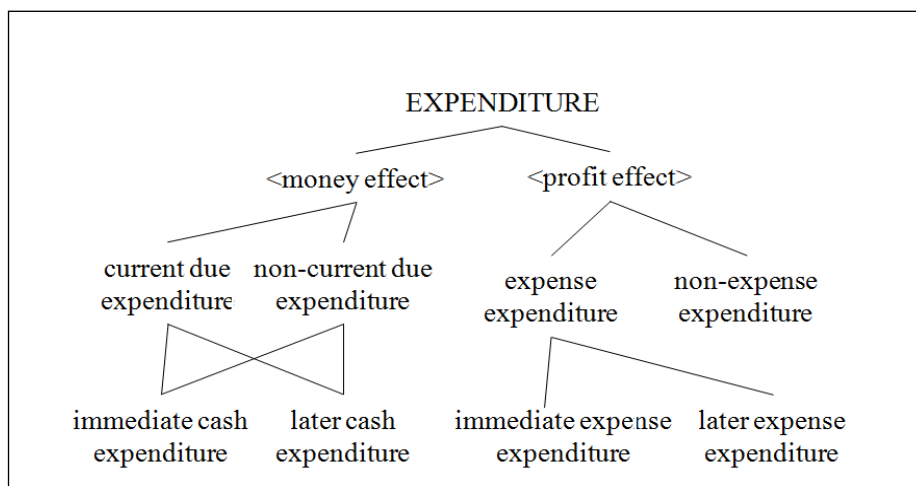 EXPENDITURE
<money effect>
<profit effect>
current due
expenditure
non-current due
expenditure
expense
expenditure
non-expense
expenditure
immediate cash
expenditure
later cash
expenditure
immediate expense
expenditure
later expense
expenditure